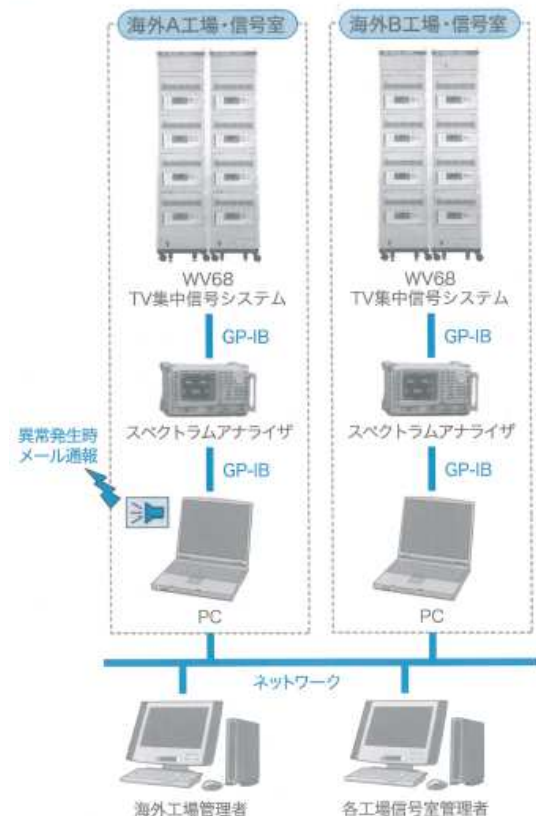 海外A工場・信号室
海外B工場・信号室
WV68
TV集中信号システム
WV68
TV集中信号システム
GP-IB
GP-IB
スペクトラムアナライザ
スペクトラムアナライザ
異常発生時
メール通報
GP-IB
GP-IB
PC
PC
ネットワーク
海外工場管理者
各工場信号室管理者